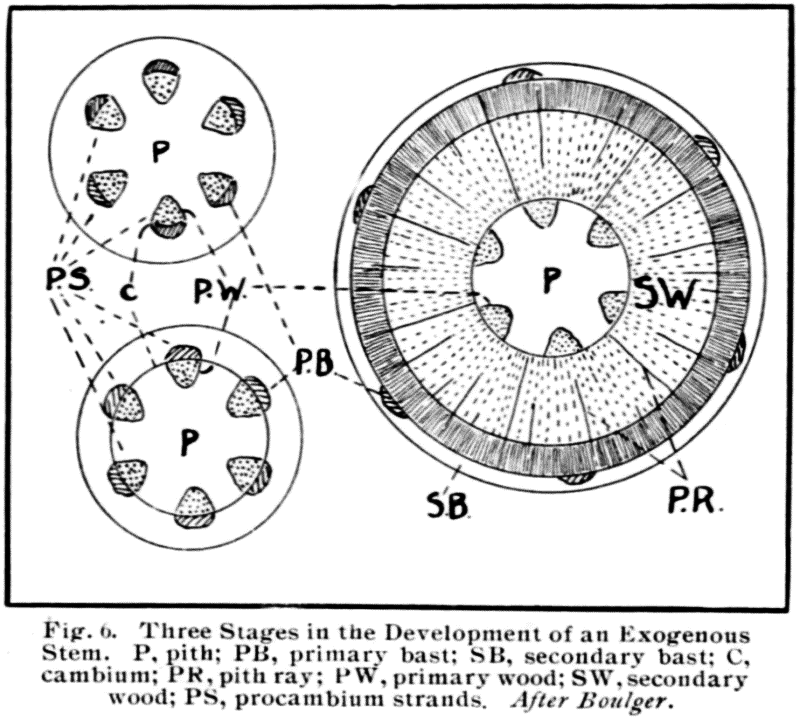 P
P.S. C P.W. P SW
P.B.
P
S.B. P.R.
Fig. 6. Three Stages in the Development of an Exogenous
Stem. P, pith; PB, primary bast; SB, secondary bast; C,
cambium; PR, pith ray; PW, primary wood; SW, secondary
wood; PS, procambium strands. After Boulger.